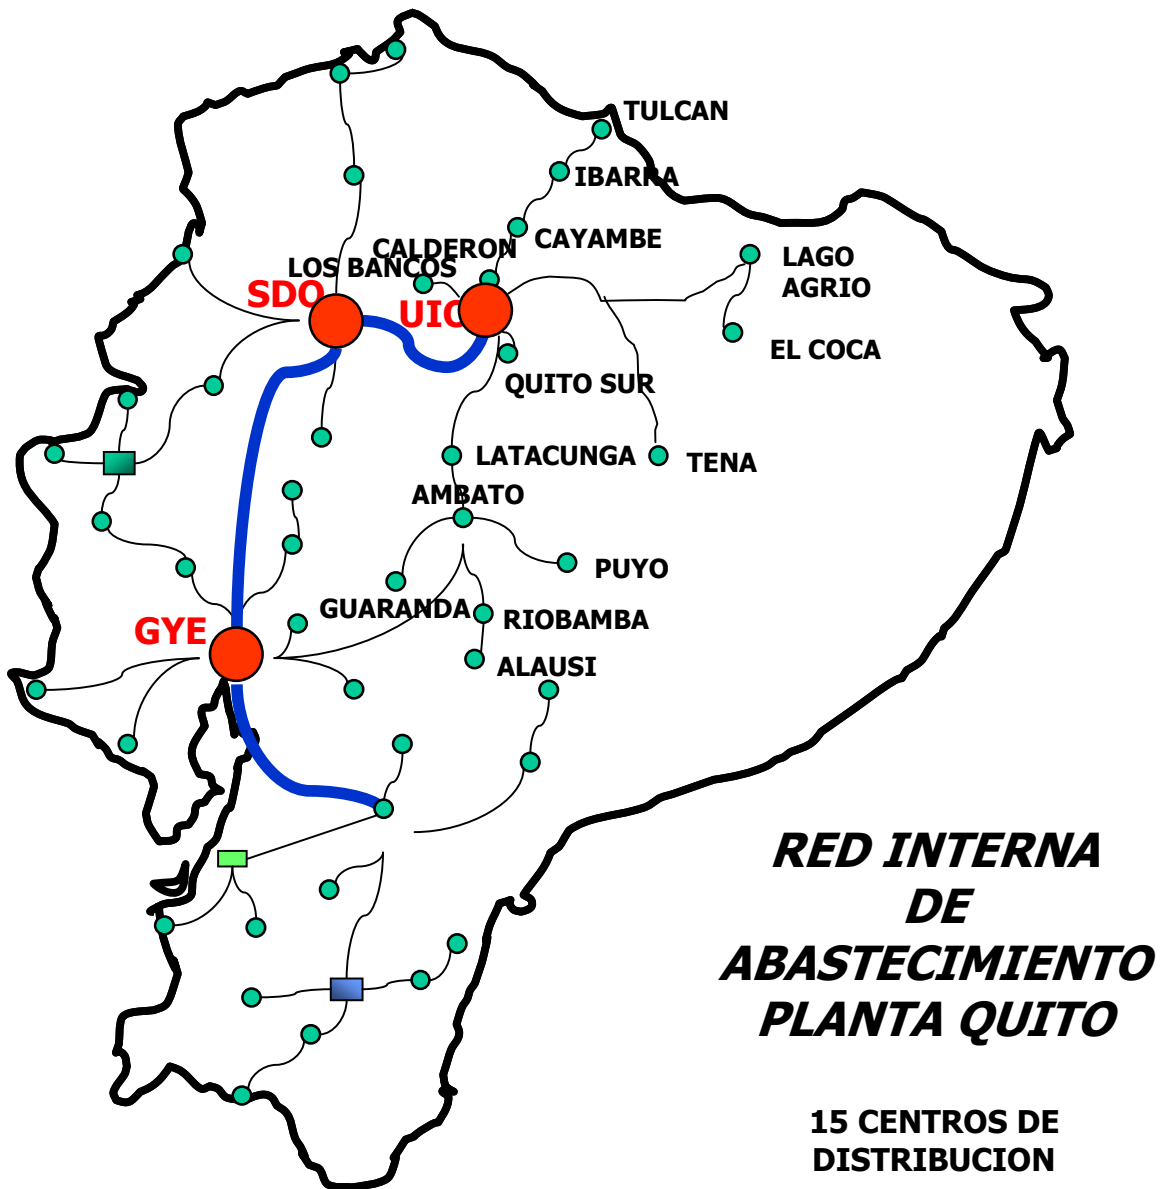 TULCAN
IBARRA
CALDERON
CAYAMBE
LOS BANCOS
LAGO
AGRIO
SDO
UIO
EL COCA
QUITO SUR
LATACUNGA
TENA
AMBATO
PUYO
GUARANDA
RIOBAMBA
GYE
ALAUSI
RED INTERNA
DE
ABASTECIMIENTO
PLANTA QUITO
15 CENTROS DE
DISTRIBUCION